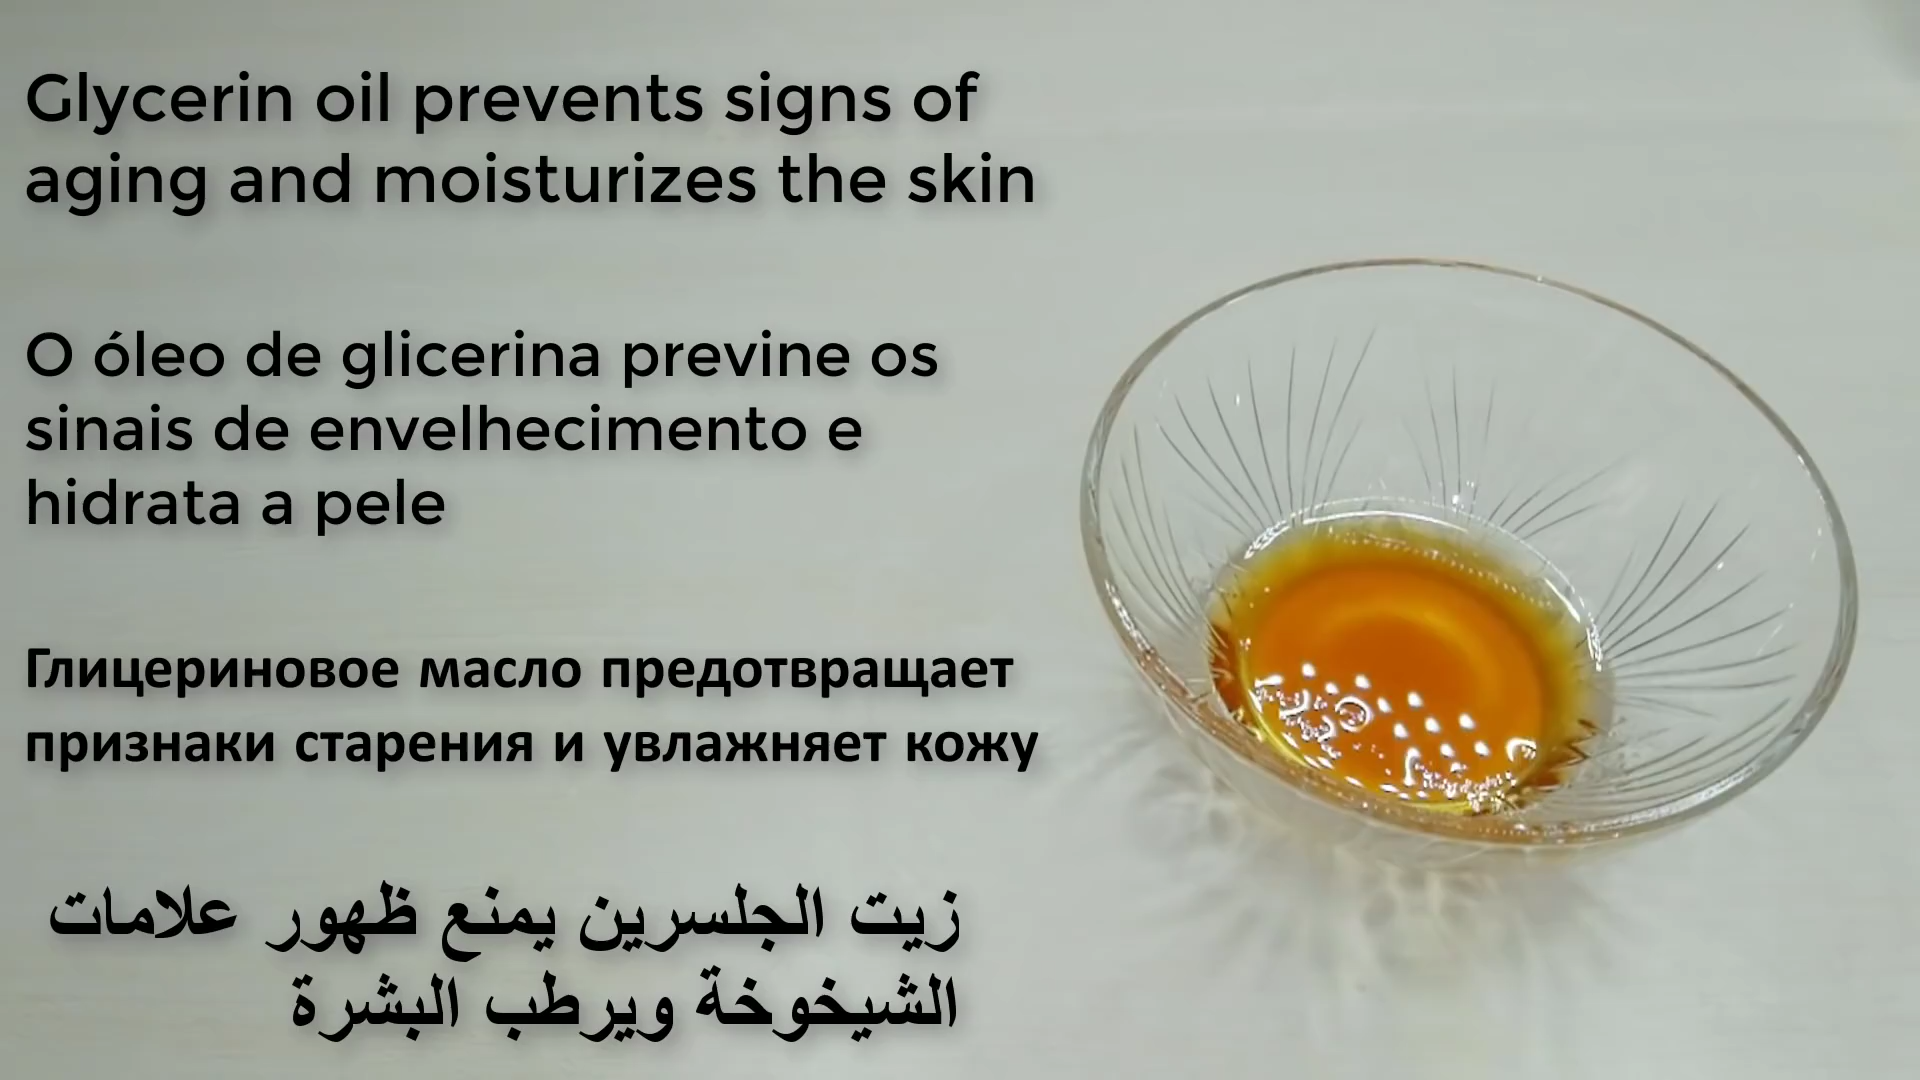 Glycerin oil prevents signs of
aging and moisturizes the skin
O óleo de glicerina previne os
sinais de envelhecimento e
hidrata a pele
Глицериновое масло предотвращает
признаки старения и увлажняет кожу
زيت الجلسرين يمنع ظهور علامات
الشيخوخة ويرطب البشرة